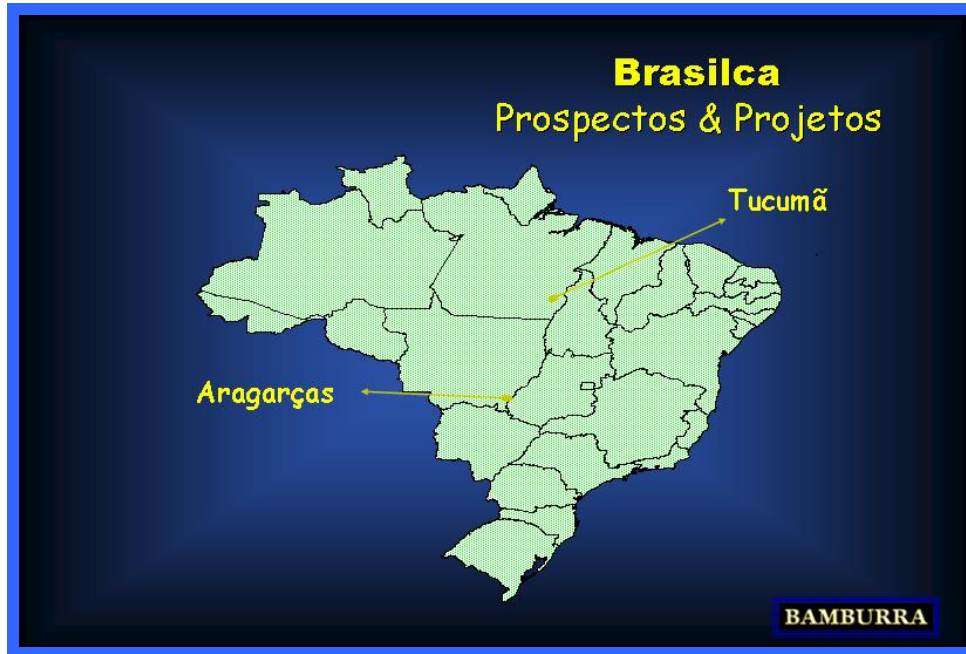 Brasilca
Prospectos & Projetos
Tucumã
Aragarças
BAMBURRA